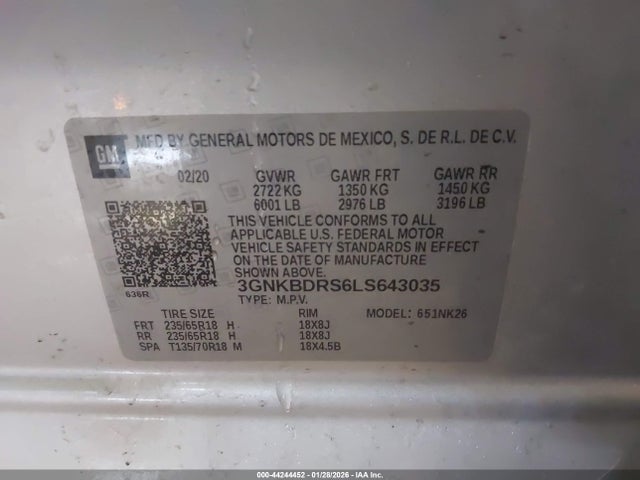 GM
MFD BY GENERAL MOTORS DE MEXICO, S. DE R.L. DE C.V.
02/20 GVWR GAWR FRT GAWR RR
2722 KG 1350 KG 1450 KG
6001 LB 2976 LB 3196 LB
THIS VEHICLE CONFORMS TO ALL
APPLICABLE U.S. FEDERAL MOTOR
VEHICLE SAFETY STANDARDS IN EFFECT
ON THE DATE OF MANUFACTURE
SHOWN ABOVE.
636R 3GNKBDRS6LS643035
TYPE: M.P.V.
TIRE SIZE RIM MODEL: 651NK26
FRT 235/65R18 H 18X8J
RR 235/65R18 H 18X8J
SPA T135/70R18 M 18X4.5B
000-44244452 | 01/28/2026 - IAAI.com